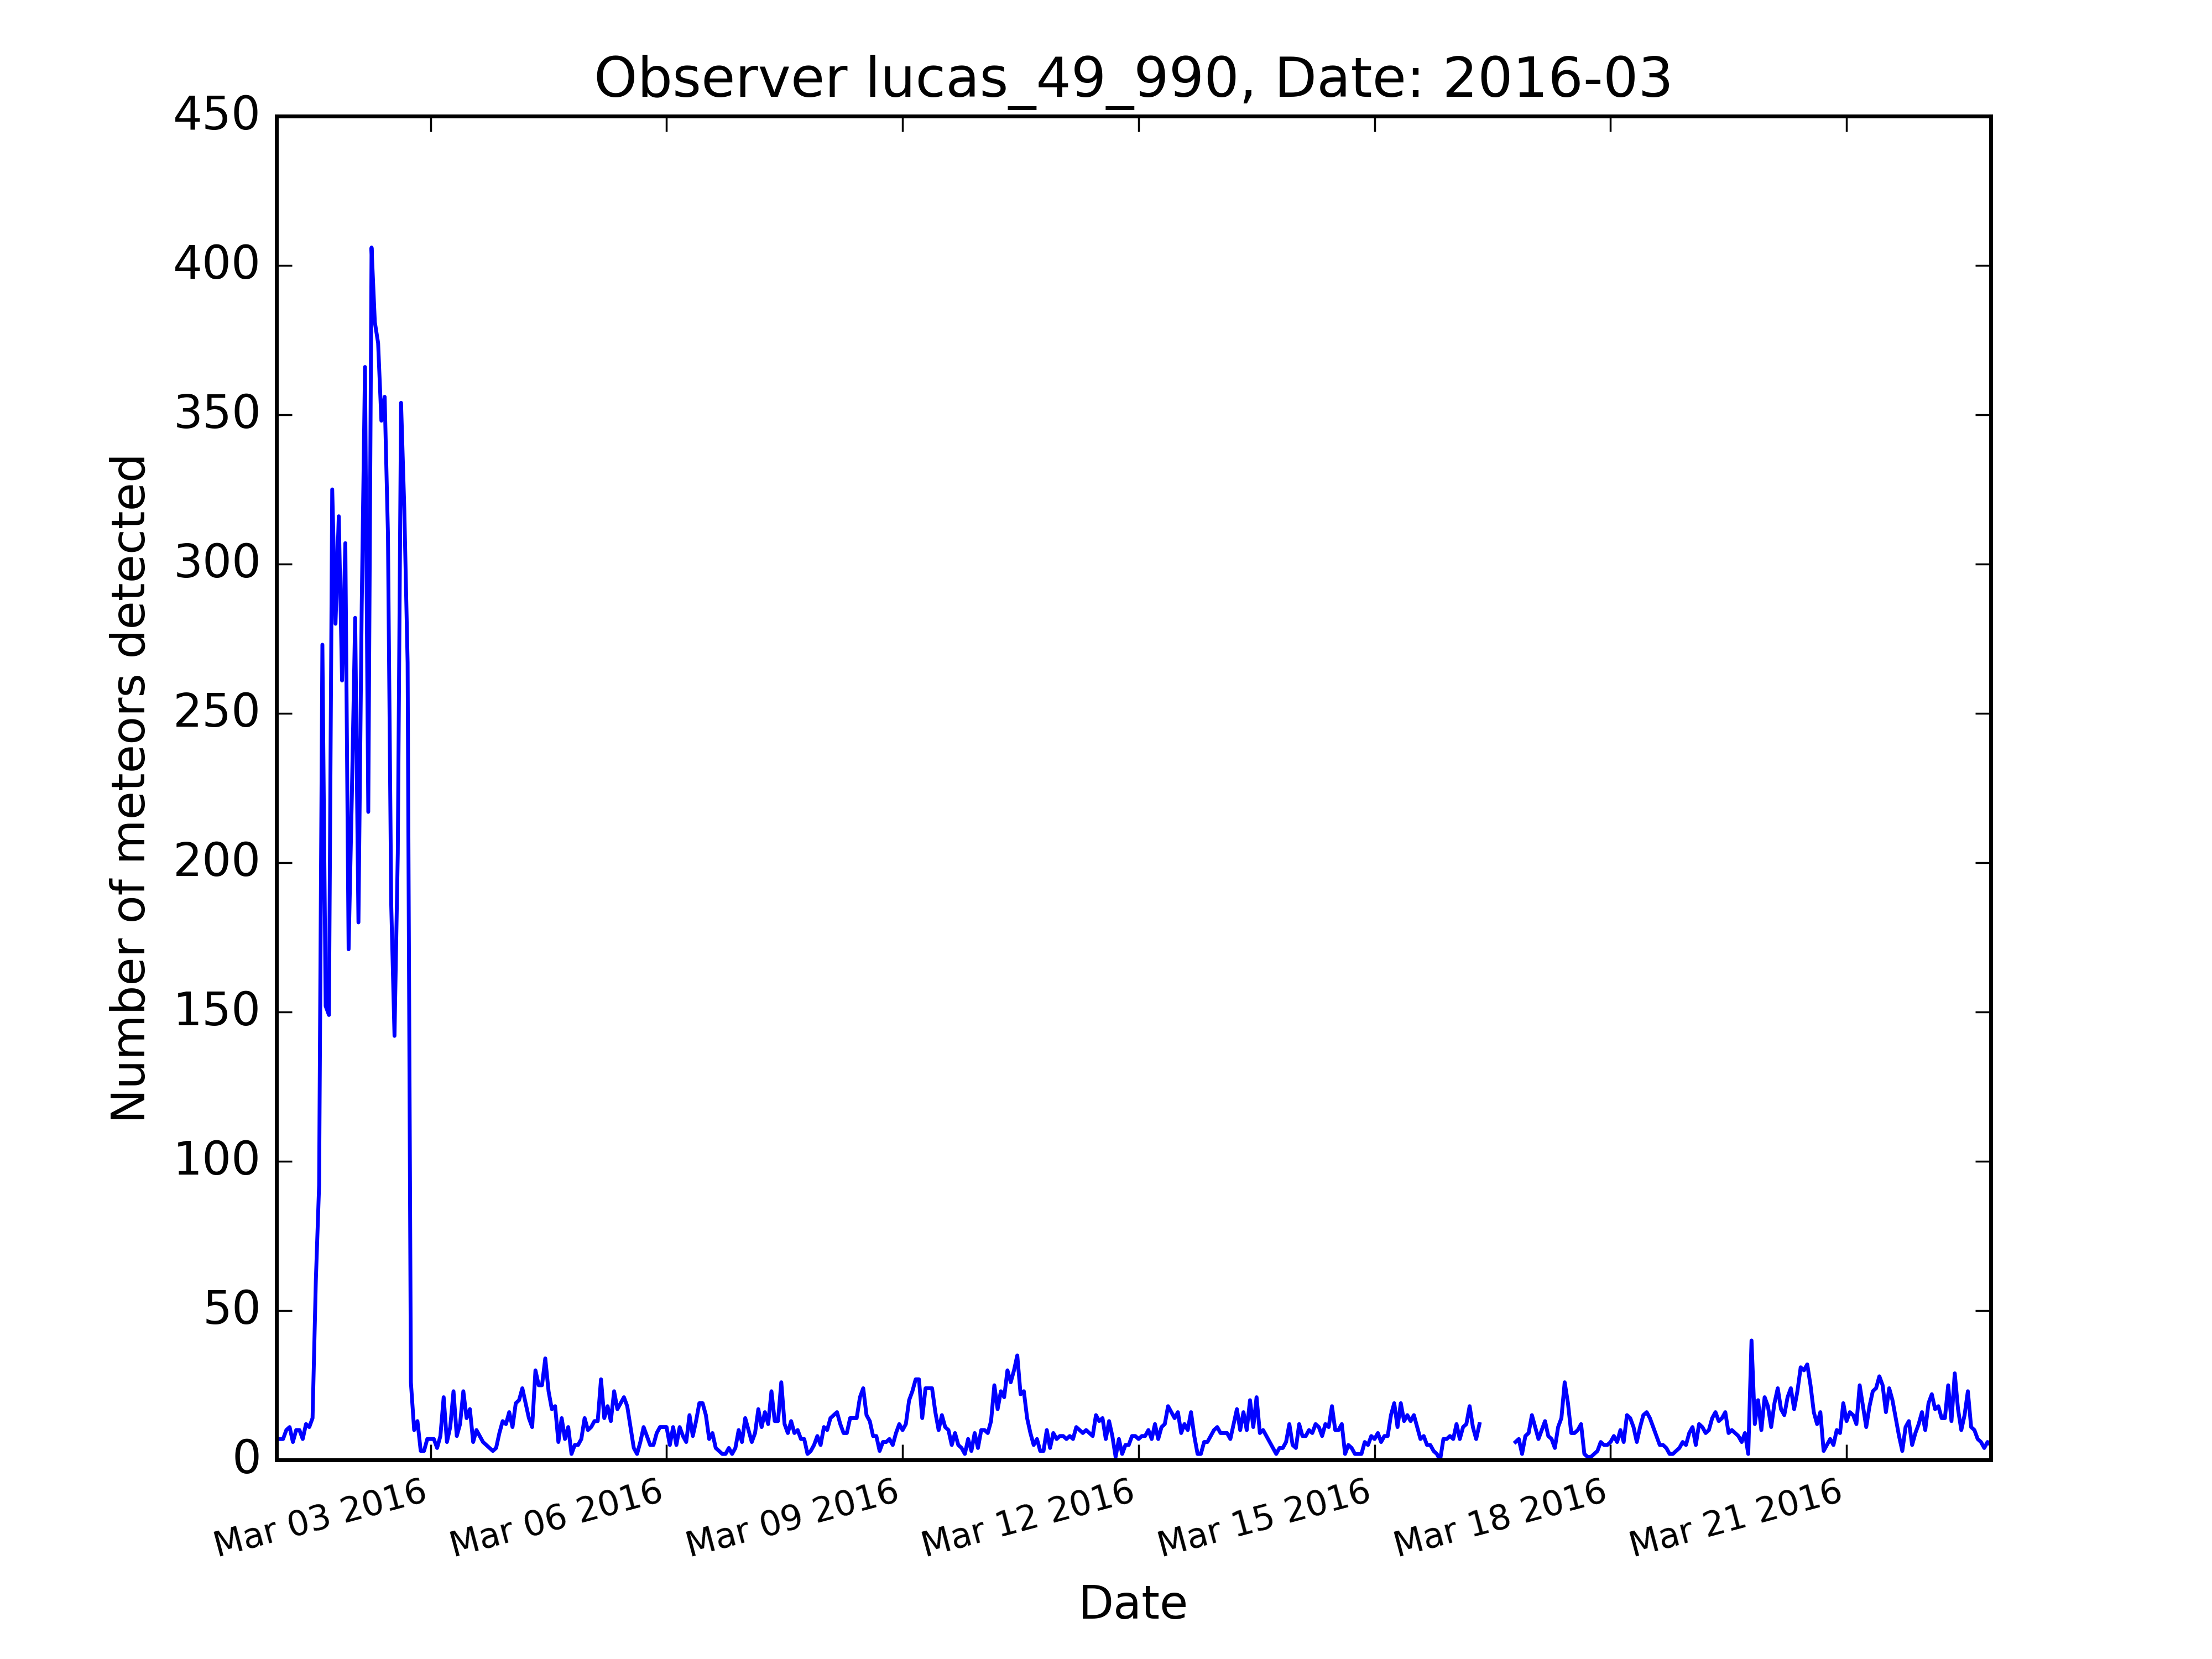 Observer lucas_49_990, Date: 2016-03
Number of meteors detected
450
400
350
300
250
200
150
100
50
0
Mar 03 2016
Mar 06 2016
Mar 09 2016
Mar 12 2016
Mar 15 2016
Mar 18 2016
Mar 21 2016
Date